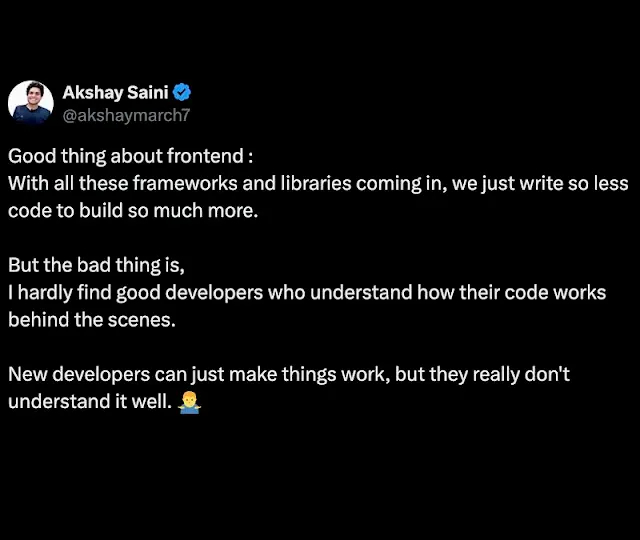 Akshay Saini
@akshaymarch7
Good thing about frontend :
With all these frameworks and libraries coming in, we just write so less
code to build so much more.
But the bad thing is,
I hardly find good developers who understand how their code works
behind the scenes.
New developers can just make things work, but they really don't
understand it well. 🤷‍♂️